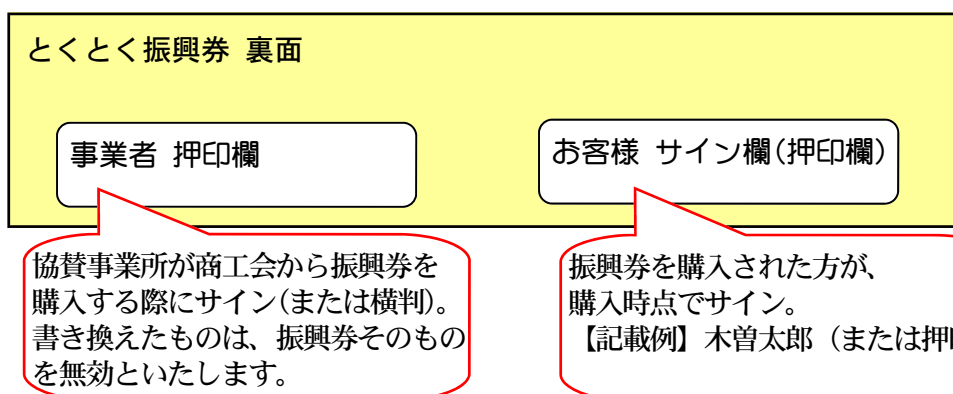 とくとく振興券 裏面
事業者 押印欄
お客様 サイン欄(押印欄)
協賛事業所が商工会から振興券を
購入する際にサイン(または横判)。
書き換えたものは、振興券そのもの
を無効といたします。
振興券を購入された方が、
購入時点でサイン。
【記載例】木曽太郎（または押